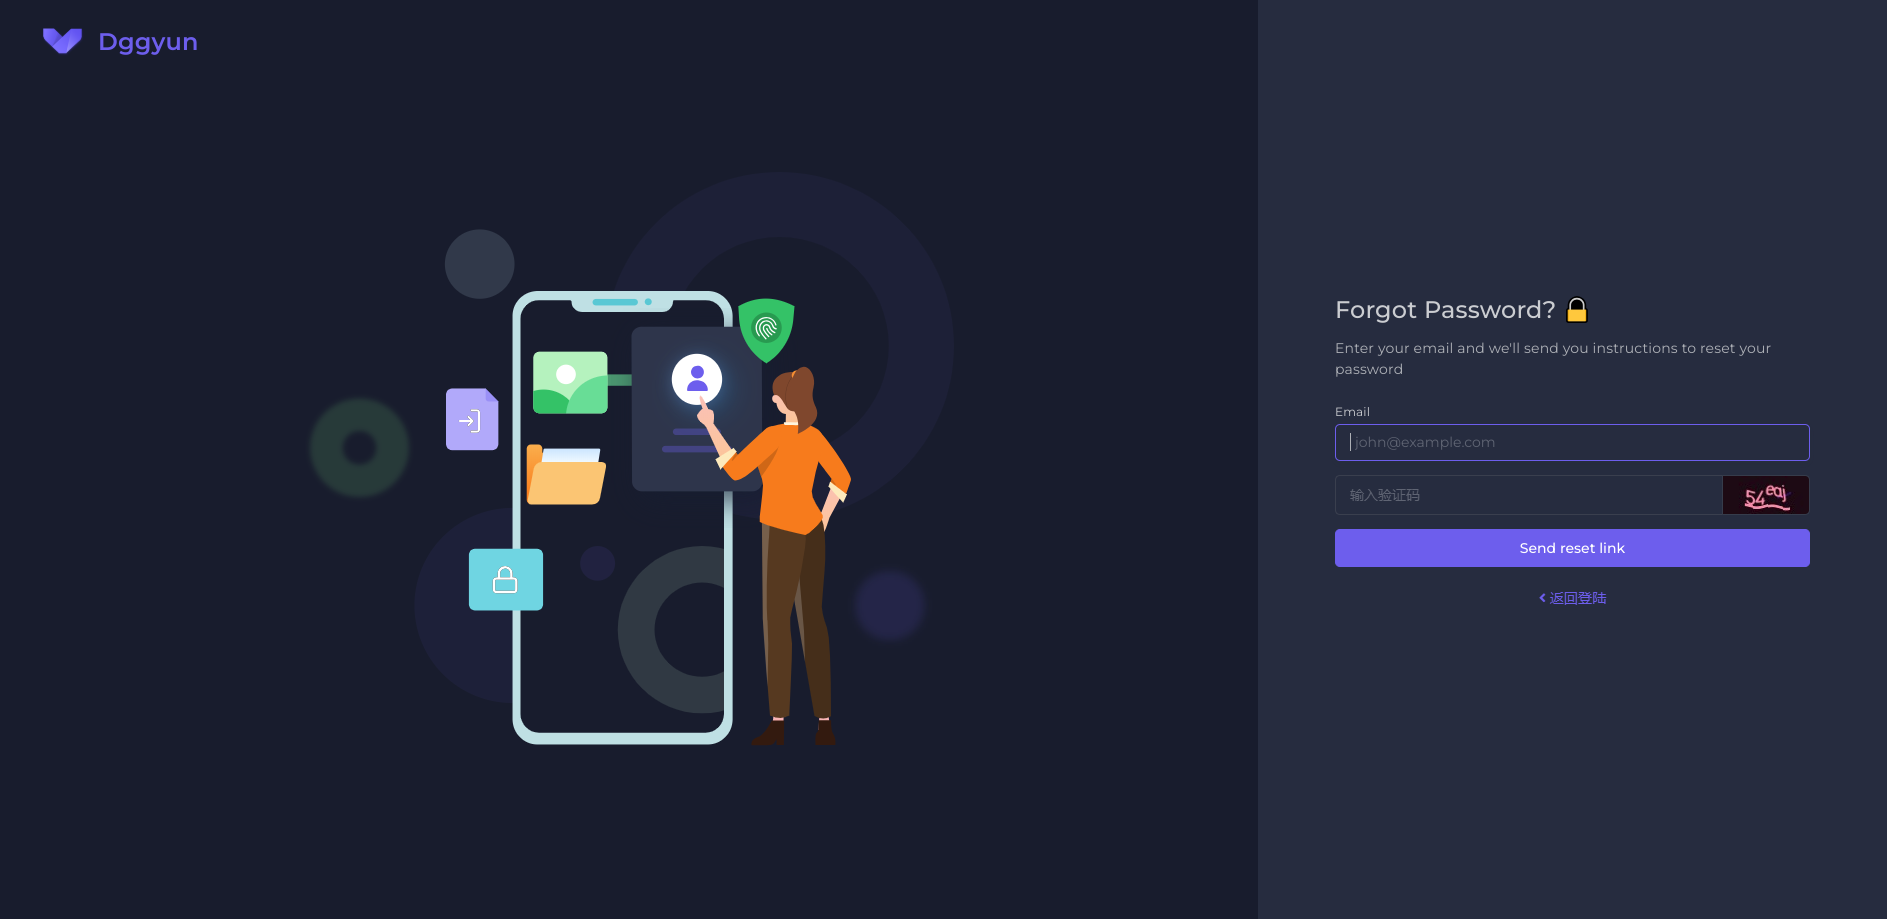 Dggyun
Forgot Password? 🔒
Enter your email and we'll send you instructions to reset your
password
Email
john@example.com
输入验证码
54eaj
Send reset link
返回登陆